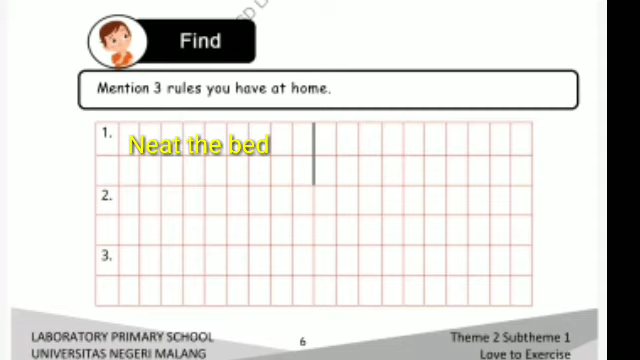 Find
Mention 3 rules you have at home.
1.
Neat the bed
2.
3.
LABORATORY PRIMARY SCHOOL
UNIVERSITAS NEGERI MALANG
6
Theme 2 Subtheme 1
Love to Exercise